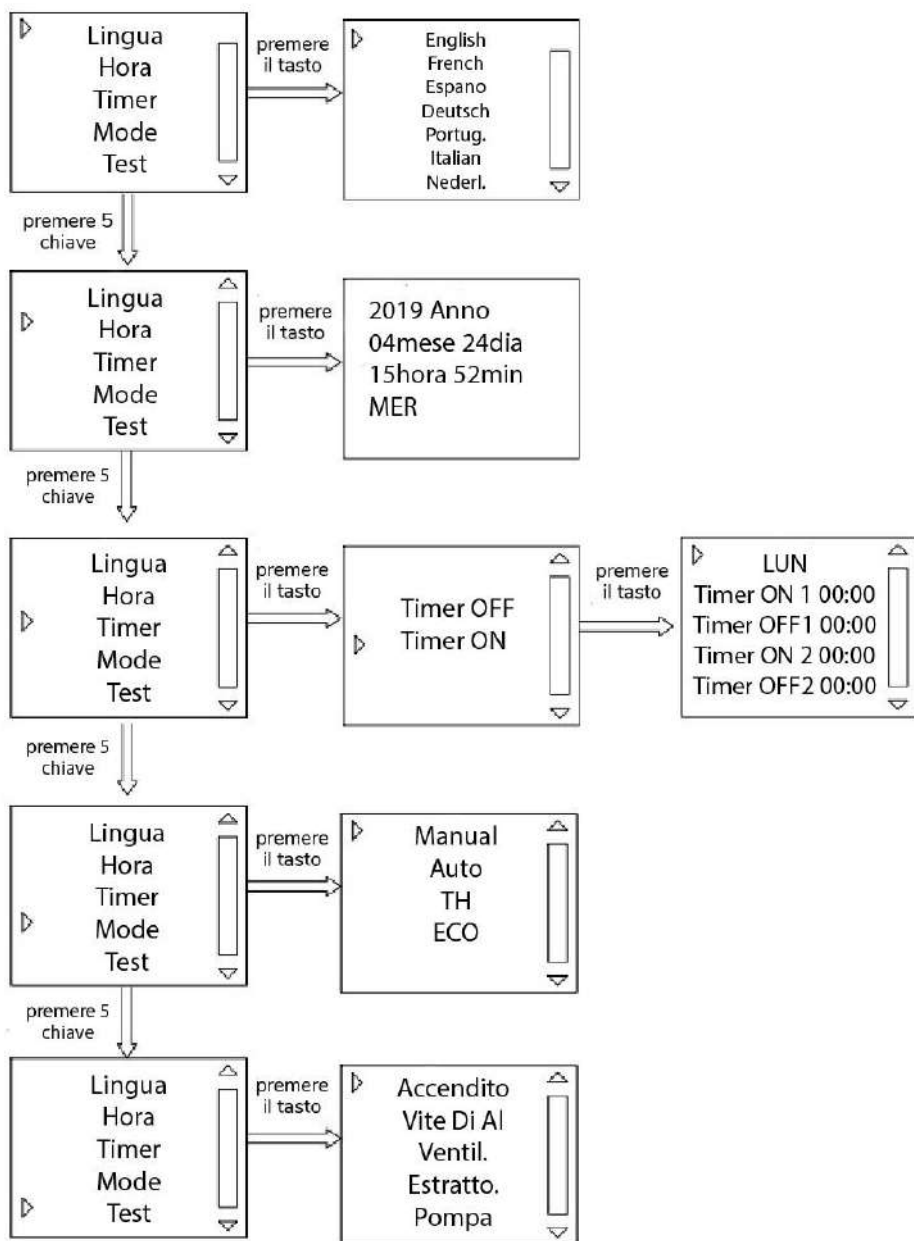 Lingua
Hora
Timer
Mode
Test
premere
il tasto
English
French
Espano
Deutsch
Portug.
Italian
Nederl.
premere 5
chiave
Lingua
Hora
Timer
Mode
Test
premere
il tasto
2019 Anno
04mese 24dia
15hora 52min
MER
premere 5
chiave
Lingua
Hora
Timer
Mode
Test
premere
il tasto
Timer OFF
Timer ON
premere
il tasto
LUN
Timer ON 1 00:00
Timer OFF1 00:00
Timer ON 2 00:00
Timer OFF2 00:00
premere 5
chiave
Lingua
Hora
Timer
Mode
Test
premere
il tasto
Manual
Auto
TH
ECO
premere 5
chiave
Lingua
Hora
Timer
Mode
Test
premere
il tasto
Accendito
Vite Di Al
Ventil.
Estratto.
Pompa